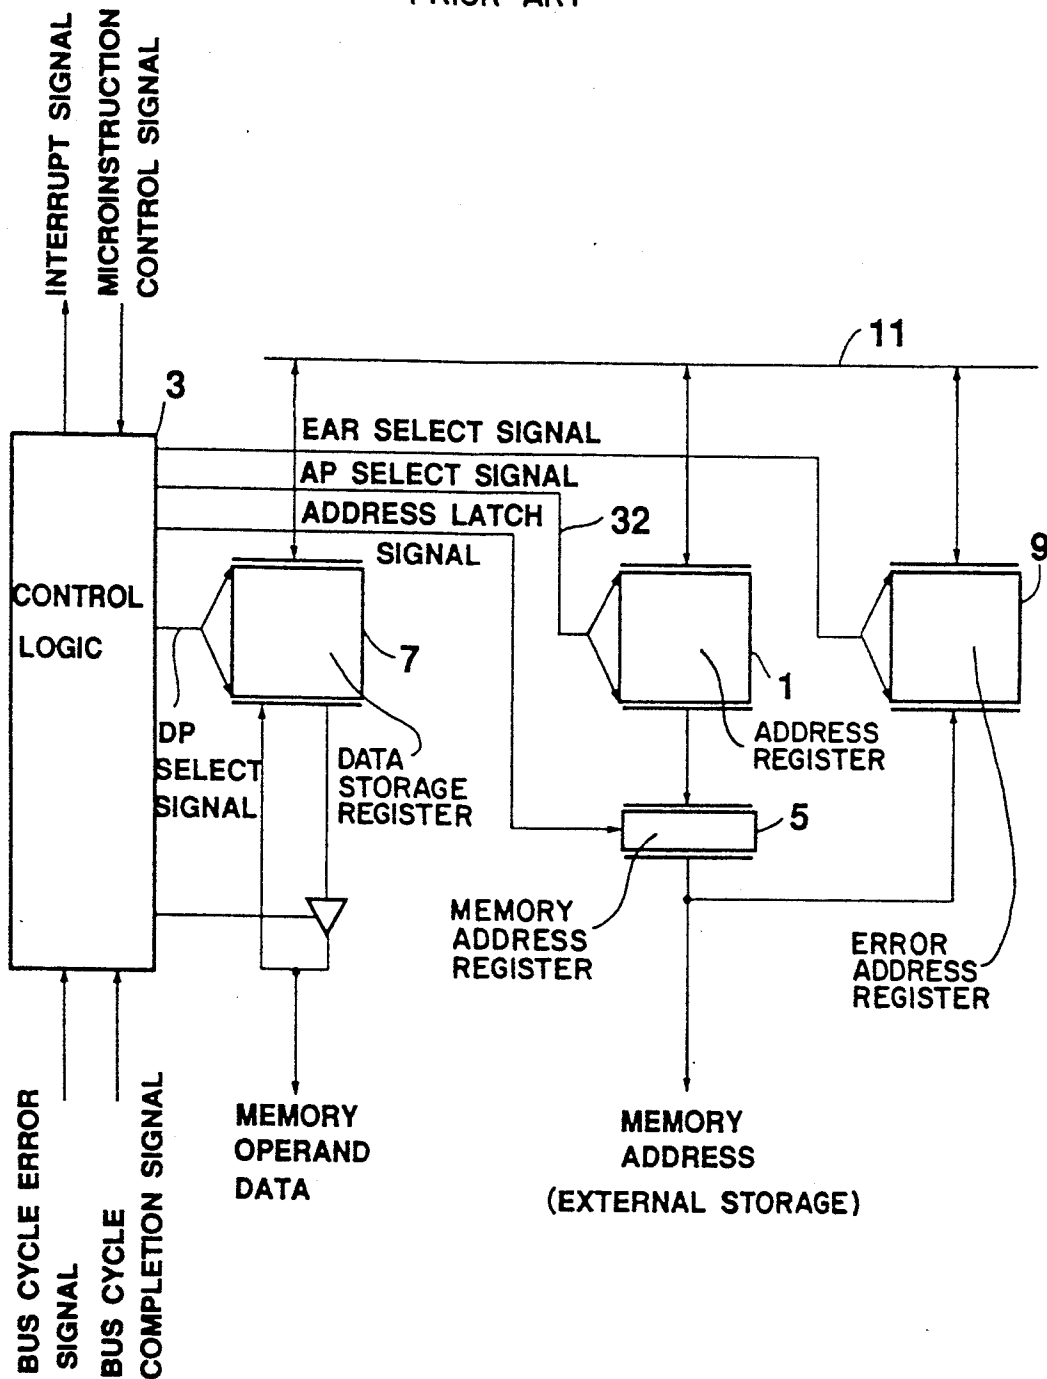 PRIOR ART
INTERRUPT SIGNAL
MICROINSTRUCTION
CONTROL SIGNAL
11
3
EAR SELECT SIGNAL
AP SELECT SIGNAL
ADDRESS LATCH
SIGNAL
32
9
CONTROL
LOGIC
7
1
DP
SELECT
SIGNAL
DATA
STORAGE
REGISTER
ADDRESS
REGISTER
5
MEMORY
ADDRESS
REGISTER
ERROR
ADDRESS
REGISTER
BUS CYCLE ERROR
SIGNAL
BUS CYCLE
COMPLETION SIGNAL
MEMORY
OPERAND
DATA
MEMORY
ADDRESS
(EXTERNAL STORAGE)